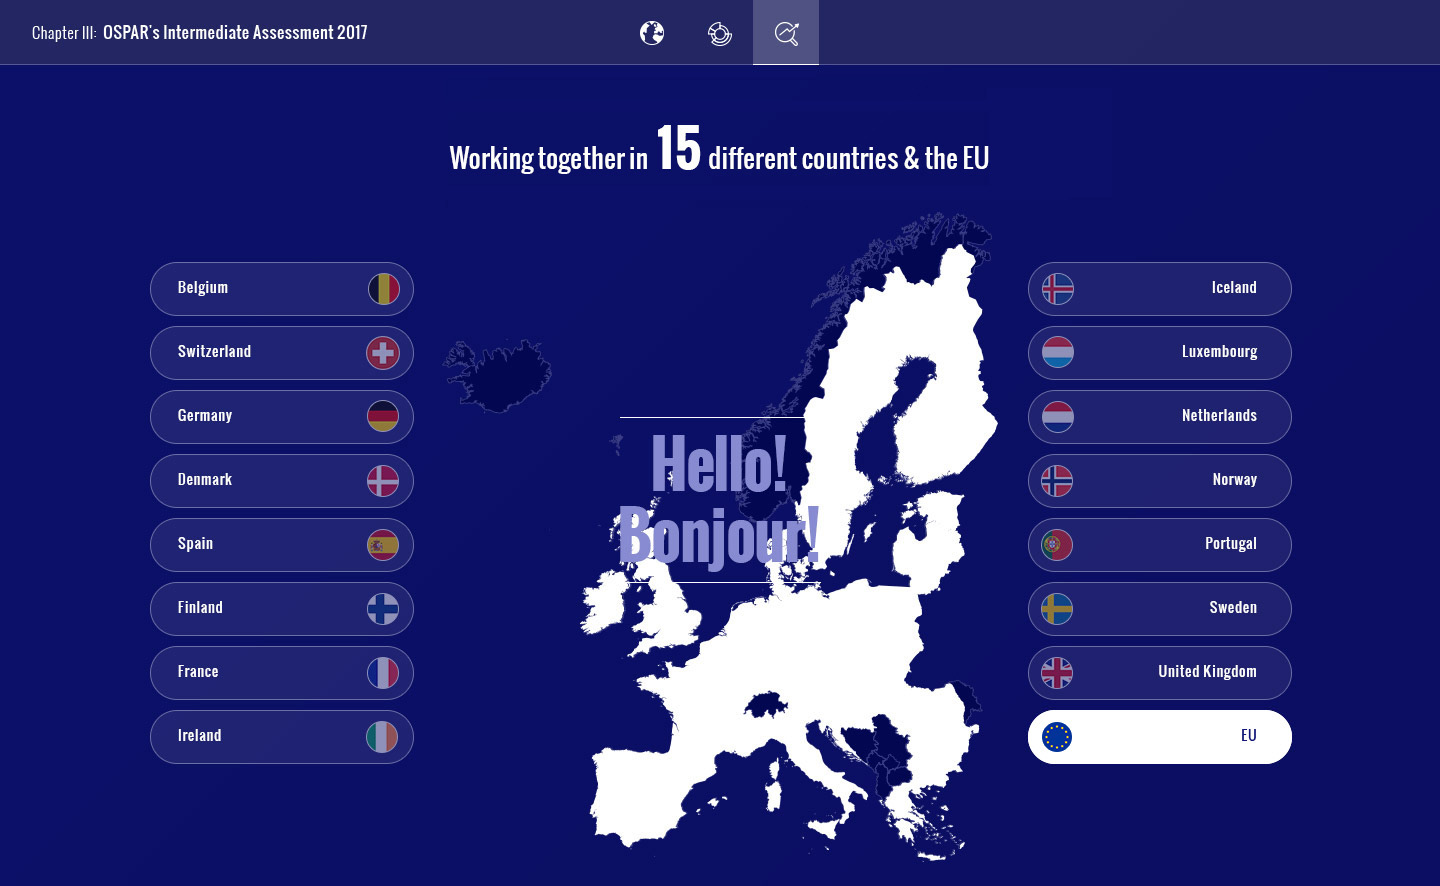 Chapter III: OSPAR's Intermediate Assessment 2017
Working together in 15 different countries & the EU
Belgium
Switzerland
Germany
Denmark
Spain
Finland
France
Ireland
Hello!
Bonjour!
Iceland
Luxembourg
Netherlands
Norway
Portugal
Sweden
United Kingdom
EU